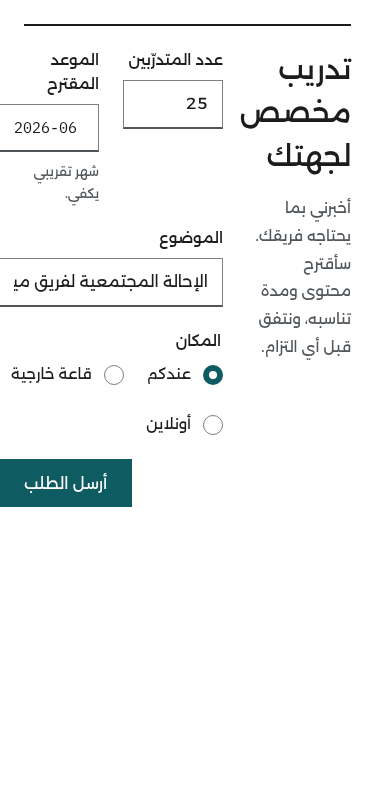 تدريب
مخصص
لجهتك
أخبرني بما
يحتاجه فريقك.
سأقترح
محتوى ومدة
تناسبه، ونتفق
قبل أي التزام.
عدد المتدرّبين
25
الموعد
المقترح
2026-06
شهر تقريبي
يكفي.
الموضوع
الإحالة المجتمعية لفريق مي
المكان
عندكم
قاعة خارجية
أونلاين
أرسل الطلب